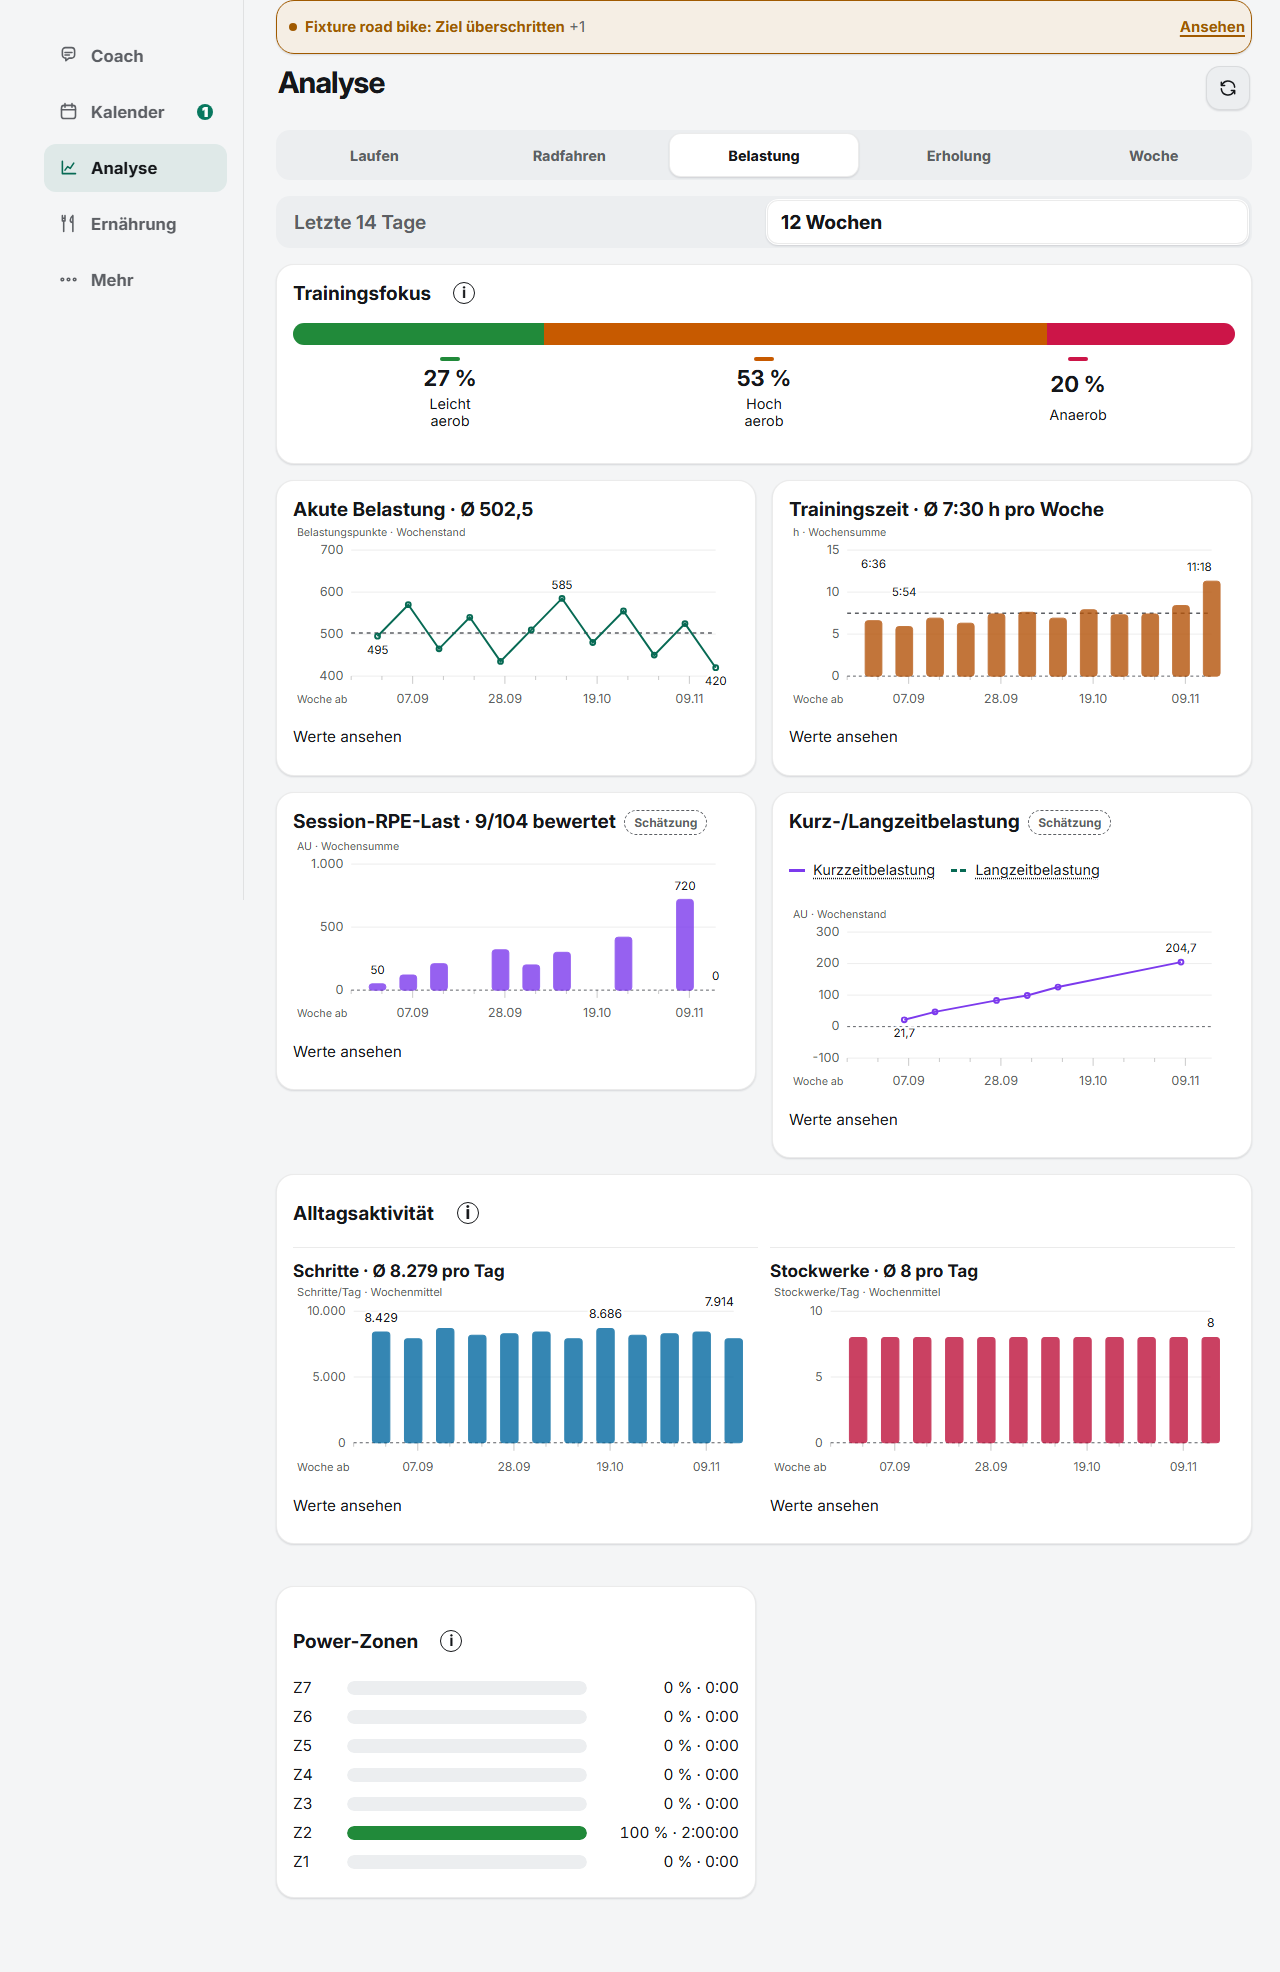 Fixture road bike: Ziel überschritten +1
Ansehen
Coach
Kalender 1
Analyse
Ernährung
Mehr
Analyse
Laufen
Radfahren
Belastung
Erholung
Woche
Letzte 14 Tage
12 Wochen
Trainingsfokus
27 %
Leicht
aerob
53 %
Hoch
aerob
20 %
Anaerob
Akute Belastung · Ø 502,5
Belastungspunkte · Wochenstand
700
600
500
400
495
585
420
Woche ab
07.09
28.09
19.10
09.11
Werte ansehen
Trainingszeit · Ø 7:30 h pro Woche
h · Wochensumme
15
10
5
0
6:36
5:54
11:18
Woche ab
07.09
28.09
19.10
09.11
Werte ansehen
Session-RPE-Last · 9/104 bewertet
Schätzung
AU · Wochensumme
1.000
500
0
50
720
0
Woche ab
07.09
28.09
19.10
09.11
Werte ansehen
Kurz-/Langzeitbelastung
Schätzung
Kurzzeitbelastung
Langzeitbelastung
AU · Wochenstand
300
200
100
0
-100
21,7
204,7
Woche ab
07.09
28.09
19.10
09.11
Werte ansehen
Alltagsaktivität
Schritte · Ø 8.279 pro Tag
Schritte/Tag · Wochenmittel
10.000
5.000
0
8.429
8.686
7.914
Woche ab
07.09
28.09
19.10
09.11
Werte ansehen
Stockwerke · Ø 8 pro Tag
Stockwerke/Tag · Wochenmittel
10
5
0
8
Woche ab
07.09
28.09
19.10
09.11
Werte ansehen
Power-Zonen
Z7 0 % · 0:00
Z6 0 % · 0:00
Z5 0 % · 0:00
Z4 0 % · 0:00
Z3 0 % · 0:00
Z2 100 % · 2:00:00
Z1 0 % · 0:00